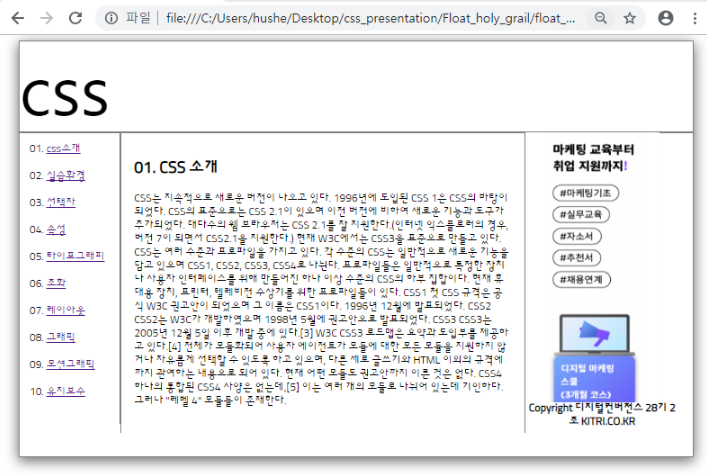 파일 | file:///C:/Users/hushe/Desktop/css_presentation/Float_holy_grail/float_...
CSS
01. css소개
02. 실습환경
03. 선택자
04. 속성
05. 타이포그래피
06. 조화
07. 레이아웃
08. 그래픽
09. 모션그래픽
10. 유지보수
01. CSS 소개
CSS는 지속적으로 새로운 버전이 나오고 있다. 1996년에 도입된 CSS 1은 CSS의 바탕이
되었다. CSS의 표준으로는 CSS 2.1이 있으며 이전 버전에 비하여 새로운 기능과 도구가
추가되었다. 대다수의 웹 브라우저는 CSS 2.1를 잘 지원한다.(인터넷 익스플로러의 경우,
버전 7이 되면서 CSS2.1을 지원한다.) 현재 W3C에서는 CSS3을 표준으로 만들고 있다.
CSS는 여러 수준과 프로파일을 가지고 있다. 각 수준의 CSS는 일반적으로 새로운 기능을
담고 있으며 CSS1, CSS2, CSS3, CSS4로 나뉜다. 프로파일들은 일반적으로 특정한 장치
나 사용자 인터페이스를 위해 만들어진 하나 이상 수준의 CSS의 하부 집합이다. 현재 휴
대용 장치, 프린터, 텔레비전 수상기를 위한 프로파일들이 있다. CSS1 첫 CSS 규격은 공
식 W3C 권고안이 되었으며 그 이름은 CSS1이다. 1996년 12월에 발표되었다. CSS2
CSS2는 W3C가 개발하였으며 1998년 5월에 권고안으로 발표되었다. CSS3 CSS3는
2005년 12월 5일 이후 개발 중에 있다.[3] W3C CSS3 로드맵은 요약과 도입부를 제공하
고 있다.[4] 전체가 모듈화되어 사용자 에이전트가 모듈에 대한 모든 모듈을 지원하지 않
거나 자유롭게 선택할 수 있도록 하고 있으며, 다른 세로 글쓰기와 HTML 이외의 규격에
까지 관여하는 내용으로 되어 있다. 현재 어떤 모듈도 권고안까지 이른 것은 없다. CSS4
하나의 통합된 CSS4 사양은 없는데,[5] 이는 여러 개의 모듈로 나뉘어 있는데 기인하다.
그러나 "레벨 4" 모듈들이 존재한다.
마케팅 교육부터
취업 지원까지!
#마케팅기초
#실무교육
#자소서
#추천서
#채용연계
디지털 마케팅
스쿨
(3개월 코스)
Copyright 디지털컨버전스 28기 2
조 KITRI.CO.KR